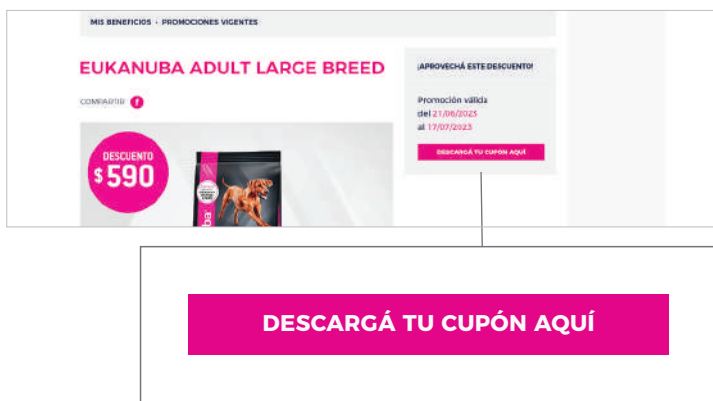 MIS BENEFICIOS • PROMOCIONES VIGENTES
EUKANUBA ADULT LARGE BREED
COMPARTIR f
DESCUENTO
$590
¡APROVECHÁ ESTE DESCUENTO!
Promoción válida
del 21/06/2023
al 17/07/2023
DESCARGÁ TU CUPÓN AQUÍ
DESCARGÁ TU CUPÓN AQUÍ